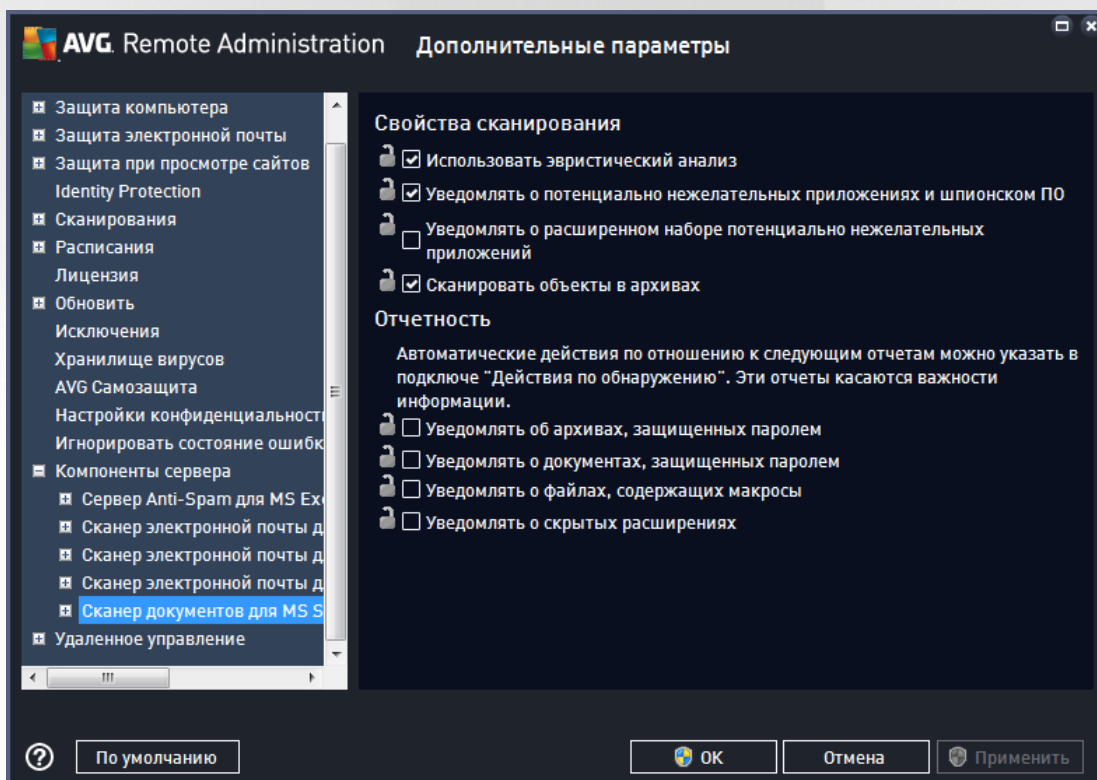 AVG. Remote Administration Дополнительные параметры
Защита компьютера
Защита электронной почты
Защита при просмотре сайтов
Identity Protection
Сканирования
Расписания
Лицензия
Обновить
Исключения
Хранилище вирусов
AVG Самозащита
Настройки конфиденциальност
Игнорировать состояние ошибк
Компоненты сервера
Сервер Anti-Spam для MS Exc
Сканер электронной почты д
Сканер электронной почты д
Сканер электронной почты д
Сканер документов для MS S
Удаленное управление
Свойства сканирования
Использовать эвристический анализ
Уведомлять о потенциально нежелательных приложениях и шпионском ПО
Уведомлять о расширенном наборе потенциально нежелательных
приложений
Сканировать объекты в архивах
Отчетность
Автоматические действия по отношению к следующим отчетам можно указать в
подключе "Действия по обнаружению". Эти отчеты касаются важности
информации.
Уведомлять об архивах, защищенных паролем
Уведомлять о документах, защищенных паролем
Уведомлять о файлах, содержащих макросы
Уведомлять о скрытых расширениях
По умолчанию
OK
Отмена
Применить